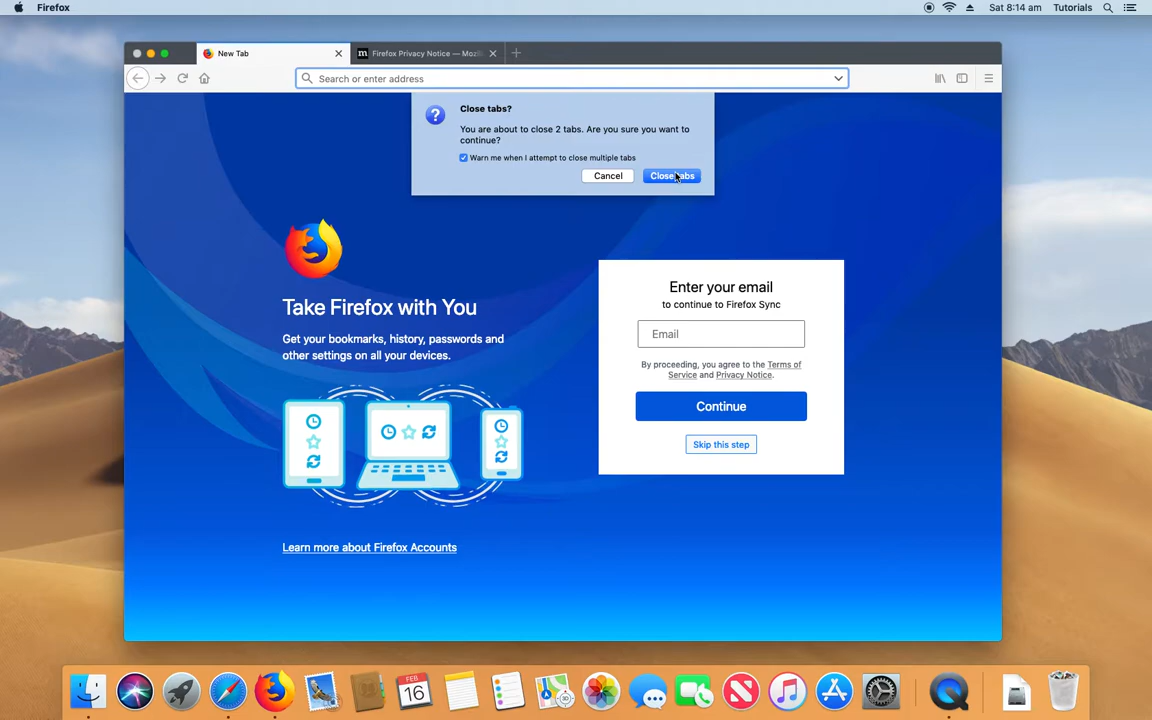 Firefox
Sat 8:14 am
Tutorials
New Tab
m
Firefox Privacy Notice — Mozil
Search or enter address
Close tabs?
You are about to close 2 tabs. Are you sure you want to
continue?
Warn me when I attempt to close multiple tabs
Cancel
Close tabs
Take Firefox with You
Get your bookmarks, history, passwords and
other settings on all your devices.
Learn more about Firefox Accounts
Enter your email
to continue to Firefox Sync
Email
By proceeding, you agree to the Terms of
Service and Privacy Notice.
Continue
Skip this step
FEB
16